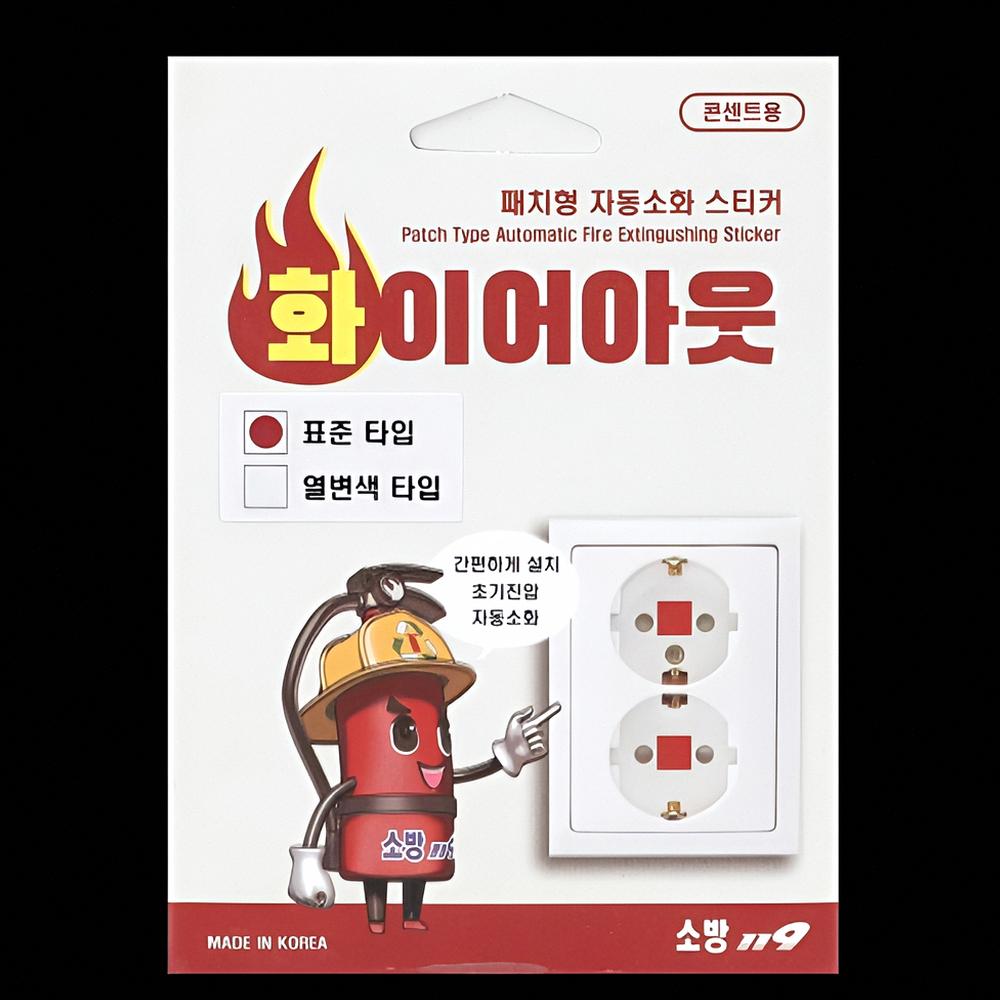 콘센트용
패치형 자동소화 스티커
Patch Type Automatic Fire Extingushing Sticker
화이어아웃
표준 타입
열변색 타입
간편하게 설치
초기진압
자동소화
소방 119
MADE IN KOREA
소방 119